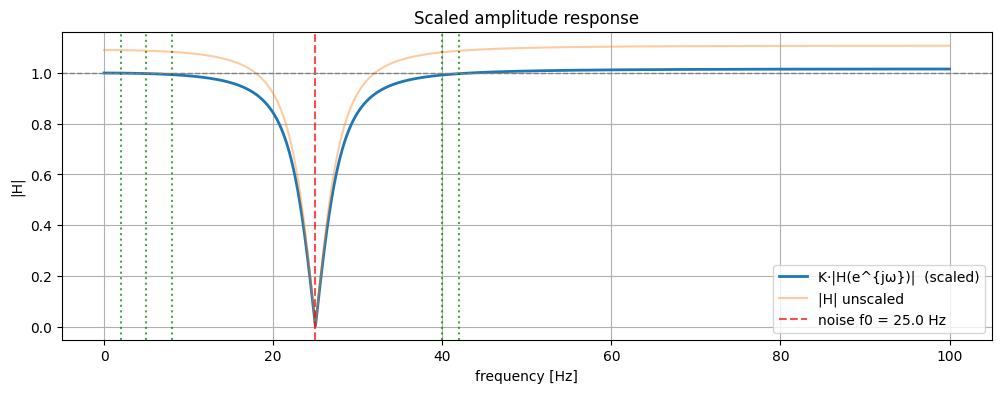 Scaled amplitude response
|H|
1.0
0.8
0.6
0.4
0.2
0.0
K·|H(e^{jω})|  (scaled)
|H| unscaled
noise f0 = 25.0 Hz
0
20
40
60
80
100
frequency [Hz]